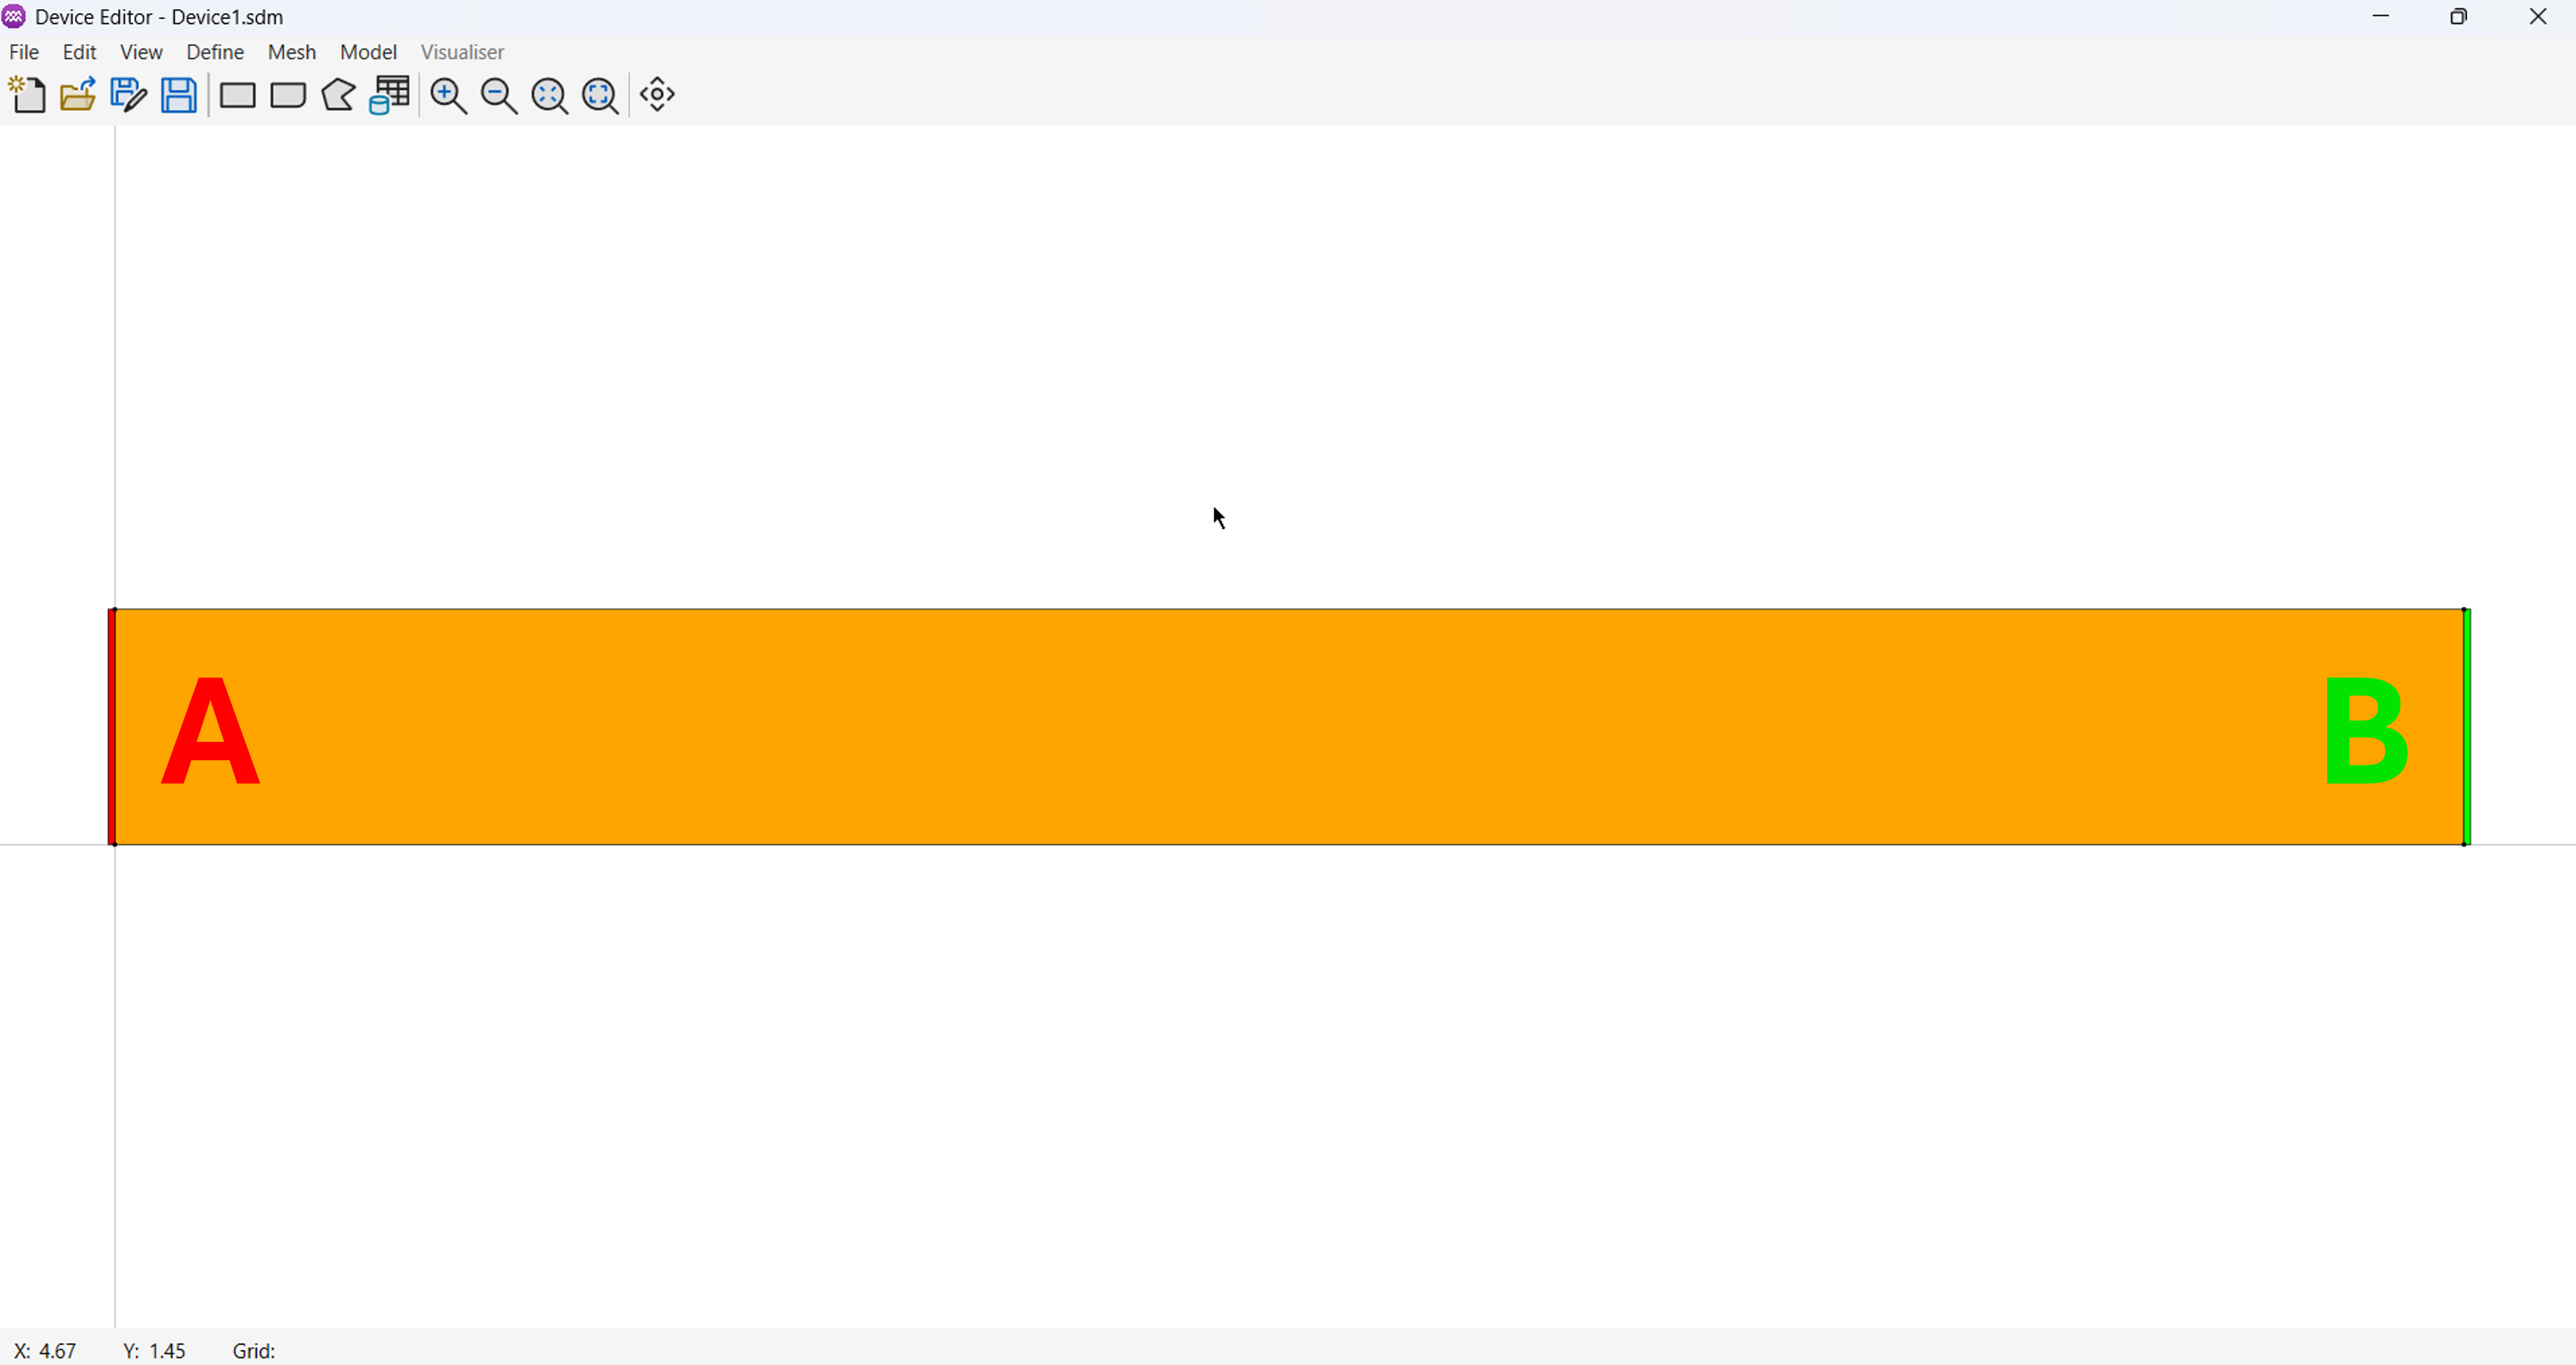 Device Editor - Device1.sdm
File Edit View Define Mesh Model Visualiser
A B
X: 4.67 Y: 1.45 Grid: